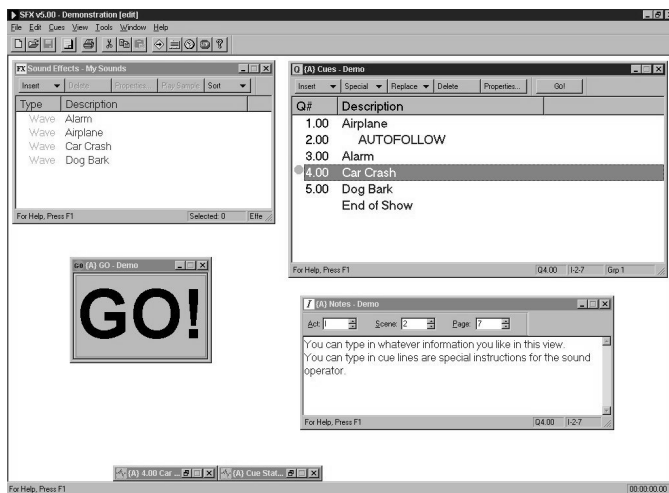 SFX v5.00 - Demonstration [edit]
File Edit Cues View Tools Window Help
FX Sound Effects - My Sounds
Insert Delete Properties... Play Sample Sort
Type Description
Wave Alarm
Wave Airplane
Wave Car Crash
Wave Dog Bark
For Help, Press F1 Selected: 0 Effe
Q {A} Cues - Demo
Insert Special Replace Delete Properties... Go!
Q# Description
1.00 Airplane
2.00 AUTOFOLLOW
3.00 Alarm
4.00 Car Crash
5.00 Dog Bark
End of Show
For Help, Press F1 Q4.00 I-2-7 Grp 1
GO {A} GO - Demo
GO!
I {A} Notes - Demo
Act: I Scene: 2 Page: 7
You can type in whatever information you like in this view.
You can type in cue lines are special instructions for the sound
operator.
For Help, Press F1 Q4.00 I-2-7
{A} 4.00 Car ... {A} Cue Stat...
For Help, Press F1 00:00:00.00